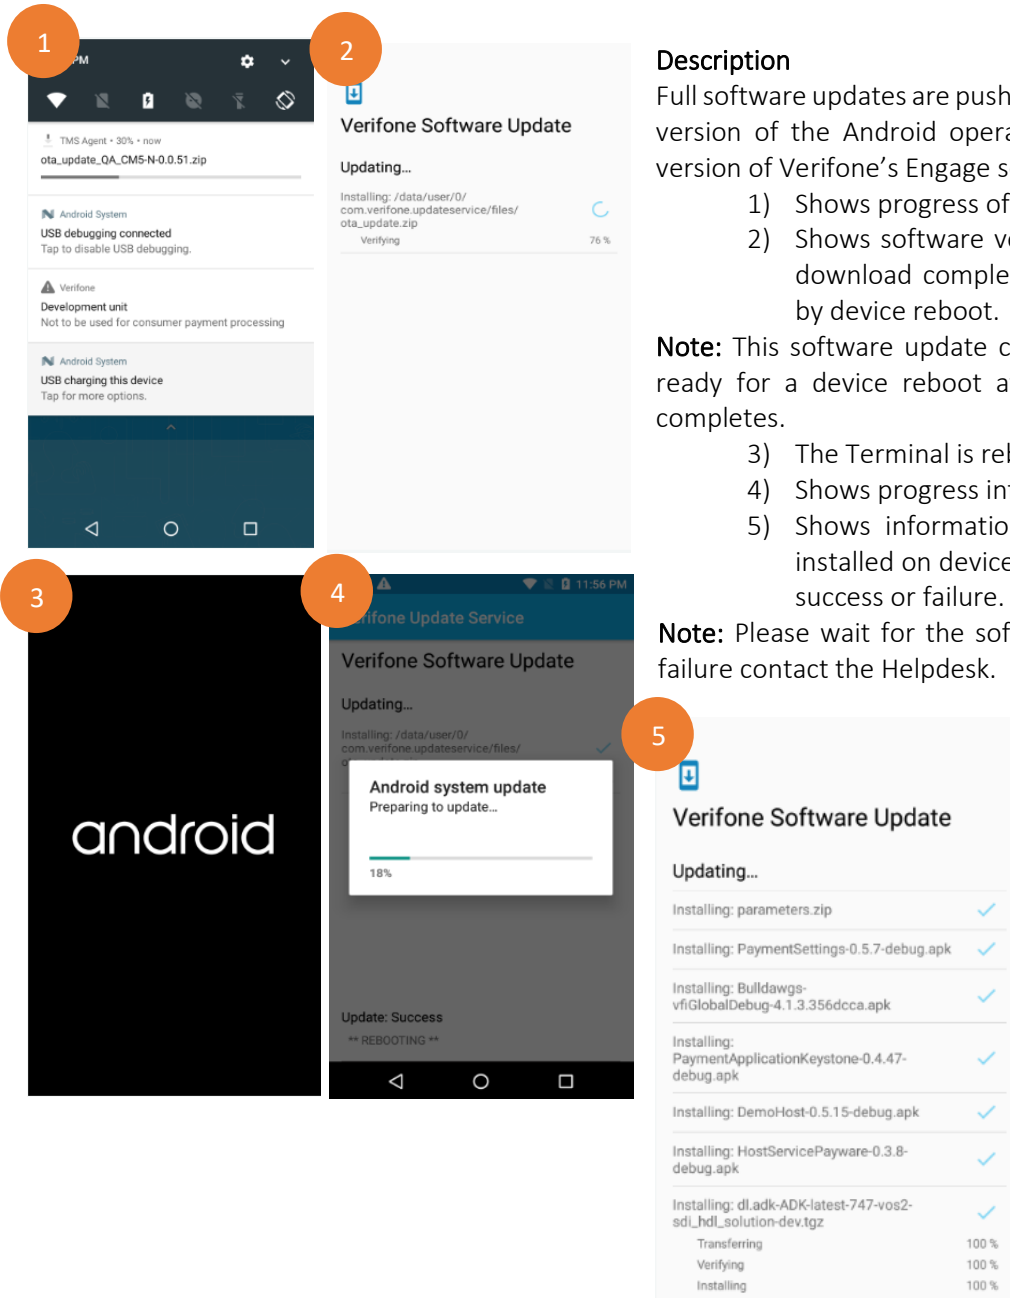 1
PM
TMS Agent • 30% • now
ota_update_QA_CM5-N-0.0.51.zip
Android System
USB debugging connected
Tap to disable USB debugging.
Verifone
Development unit
Not to be used for consumer payment processing
Android System
USB charging this device
Tap for more options.
2
Verifone Software Update
Updating...
Installing: /data/user/0/
com.verifone.updateservice/files/
ota_update.zip
Verifying 76 %
Description
Full software updates are push
version of the Android opera
version of Verifone's Engage s
1) Shows progress of
2) Shows software ve
download comple
by device reboot.
Note: This software update c
ready for a device reboot a
completes.
3) The Terminal is re
4) Shows progress in
5) Shows informatio
installed on device
success or failure.
Note: Please wait for the sof
failure contact the Helpdesk.
3
android
4
11:56 PM
rifone Update Service
Verifone Software Update
Updating...
Installing: /data/user/0/
com.verifone.updateservice/files/
Android system update
Preparing to update...
18%
Update: Success
** REBOOTING **
5
Verifone Software Update
Updating...
Installing: parameters.zip
Installing: PaymentSettings-0.5.7-debug.apk
Installing: Bulldawgs-
vfiGlobalDebug-4.1.3.356dcca.apk
Installing:
PaymentApplicationKeystone-0.4.47-
debug.apk
Installing: DemoHost-0.5.15-debug.apk
Installing: HostServicePayware-0.3.8-
debug.apk
Installing: dl.adk-ADK-latest-747-vos2-
sdi_hdl_solution-dev.tgz
Transferring 100 %
Verifying 100 %
Installing 100 %